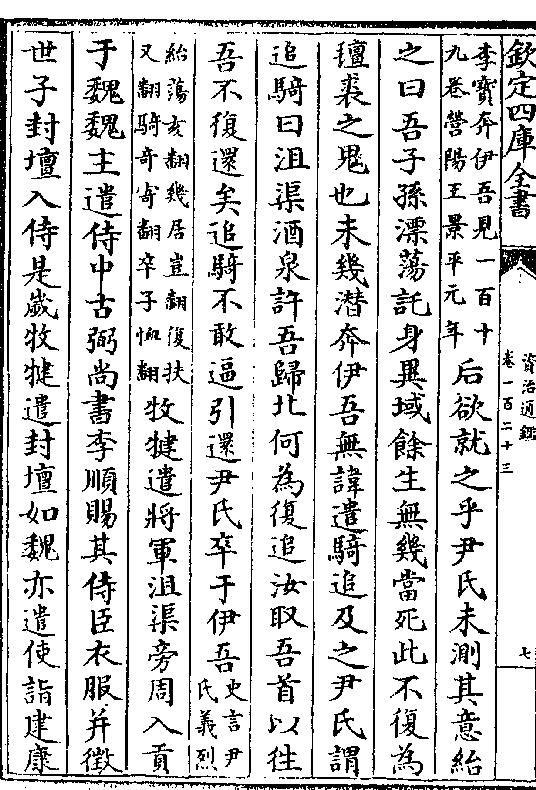 欽定四庫全書
資治通鑑
卷一百二十三
七
李寳奔伊吾見一百十
九卷營陽王景平元年
后欲就之乎尹氏未測其意紿
之曰吾子孫漂蕩託身異域餘生無幾當死此不復為
氊裘之鬼也未幾潛奔伊吾無諱遣騎追及之尹氏謂
追騎曰沮渠酒泉許吾歸北何為復追汝取吾首以往
吾不復還矣追騎不敢逼引還尹氏卒于伊吾
史言尹
氏義烈
紿蕩亥翻幾居豈翻復扶
又翻騎奇寄翻卒子恤翻
牧犍遣將軍沮渠旁周入貢
于魏魏主遣侍中古弼尚書李順賜其侍臣衣服并徵
世子封壇入侍是歲牧犍遣封壇如魏亦遣使詣建康